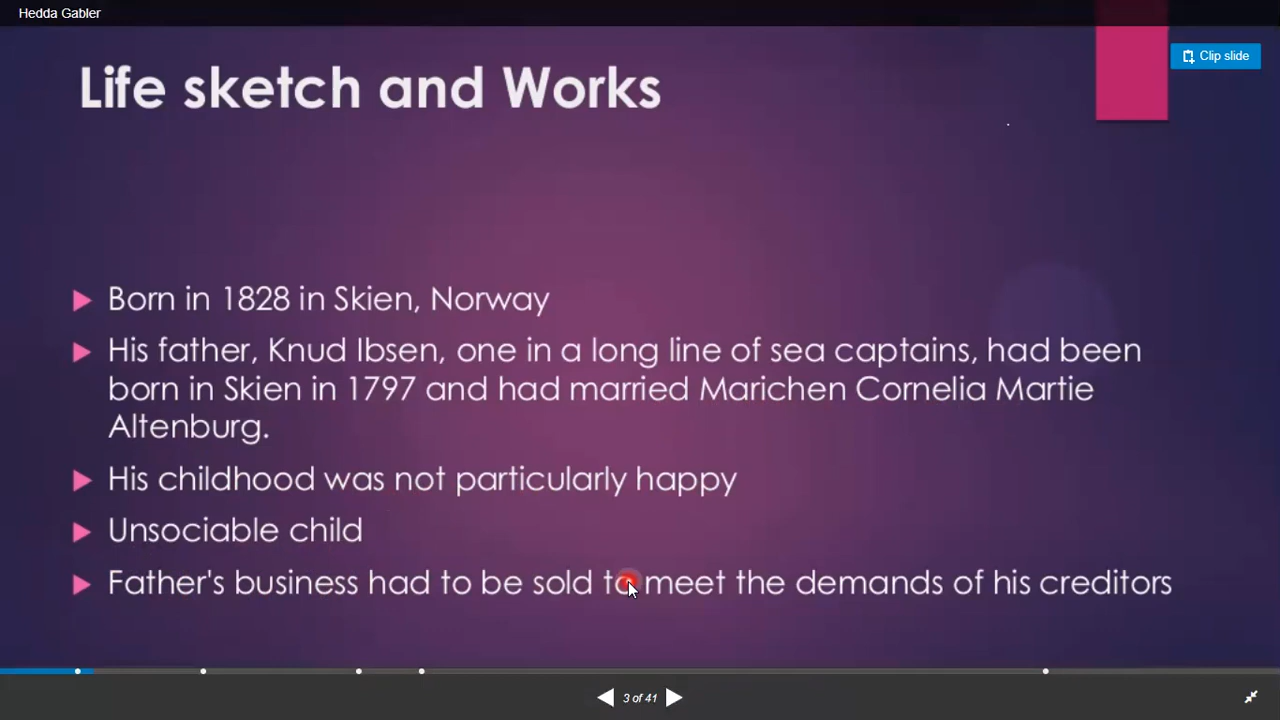 Hedda Gabler
Clip slide
Life sketch and Works
Born in 1828 in Skien, Norway
His father, Knud Ibsen, one in a long line of sea captains, had been
born in Skien in 1797 and had married Marichen Cornelia Martie
Altenburg.
His childhood was not particularly happy
Unsociable child
Father's business had to be sold to meet the demands of his creditors
3 of 41